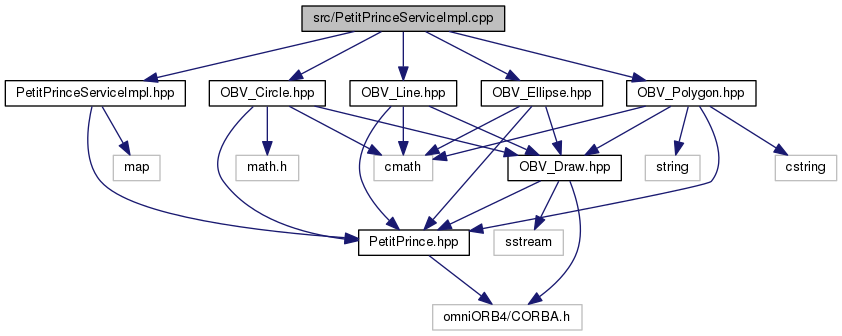 src/PetitPrinceServiceImpl.cpp
PetitPrinceServiceImpl.hpp
OBV_Circle.hpp
OBV_Line.hpp
OBV_Ellipse.hpp
OBV_Polygon.hpp
map
math.h
cmath
OBV_Draw.hpp
string
cstring
PetitPrince.hpp
sstream
omniORB4/CORBA.h